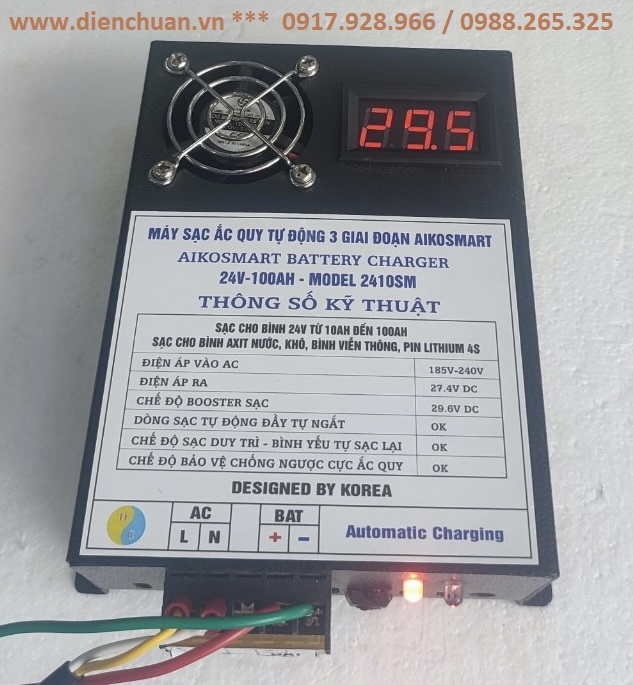 www.dienchuan.vn *** 0917.928.966 / 0988.265.325
29.5
MÁY SẠC ẮC QUY TỰ ĐỘNG 3 GIAI ĐOẠN AIKOSMART
AIKOSMART BATTERY CHARGER
24V-100AH - MODEL 2410SM
THÔNG SỐ KỸ THUẬT
SẠC CHO BÌNH 24V TỪ 10AH ĐẾN 100AH
SẠC CHO BÌNH AXIT NƯỚC, KHÔ, BÌNH VIỄN THÔNG, PIN LITHIUM 4S
ĐIỆN ÁP VÀO AC 185V-240V
ĐIỆN ÁP RA 27.4V DC
CHẾ ĐỘ BOOSTER SẠC 29.6V DC
DÒNG SẠC TỰ ĐỘNG ĐẦY TỰ NGẮT OK
CHẾ ĐỘ SẠC DUY TRÌ - BÌNH YẾU TỰ SẠC LẠI OK
CHẾ ĐỘ BẢO VỆ CHỐNG NGƯỢC CỰC ẮC QUY OK
DESIGNED BY KOREA
D C
AC BAT
L N + −
Automatic Charging